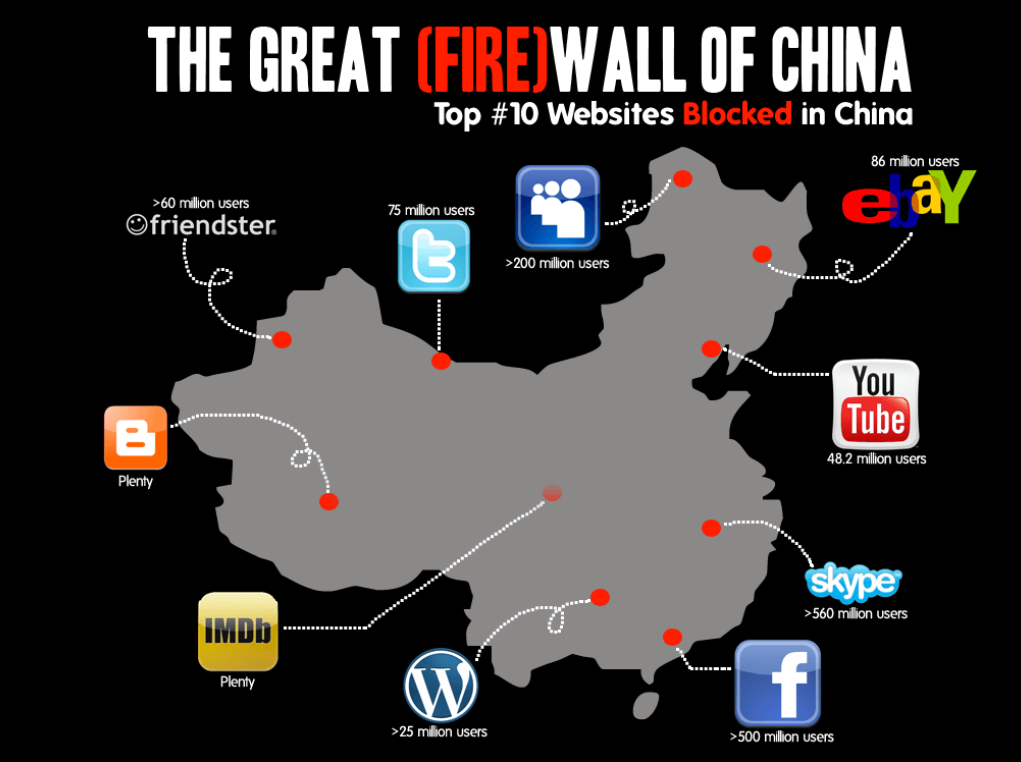 THE GREAT (FIRE)WALL OF CHINA
Top #10 Websites Blocked in China
86 million users
ebaY
>60 million users
friendster®
75 million users
t
>200 million users
You
Tube
48.2 million users
B
Plenty
skype™
>560 million users
IMDb
Plenty
W
>25 million users
f
>500 million users